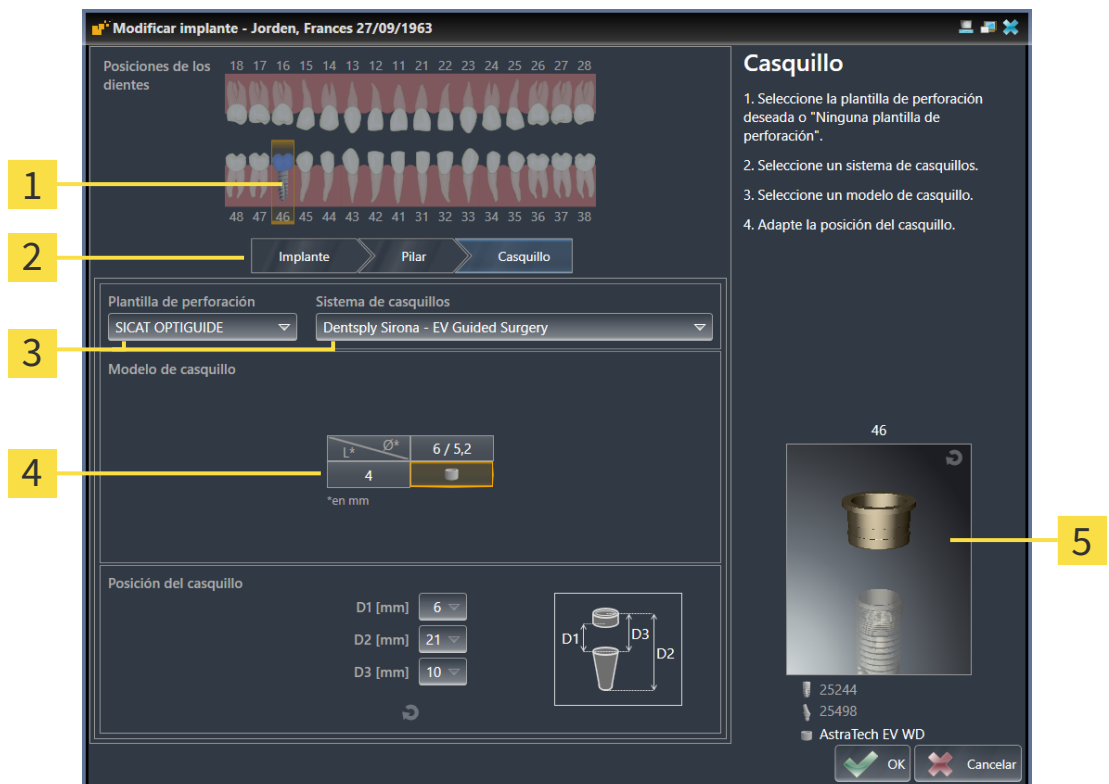 Modificar implante - Jorden, Frances 27/09/1963
Posiciones de los dientes
18 17 16 15 14 13 12 11 21 22 23 24 25 26 27 28
48 47 46 45 44 43 42 41 31 32 33 34 35 36 37 38
1
2
Implante
Pilar
Casquillo
Plantilla de perforación
Sistema de casquillos
SICAT OPTIGUIDE
Dentsply Sirona - EV Guided Surgery
3
Modelo de casquillo
L* Ø*
6 / 5,2
4
4
*en mm
Posición del casquillo
D1 [mm] 6
D2 [mm] 21
D3 [mm] 10
D1
D3
D2
Casquillo
1. Seleccione la plantilla de perforación
deseada o "Ninguna plantilla de
perforación".
2. Seleccione un sistema de casquillos.
3. Seleccione un modelo de casquillo.
4. Adapte la posición del casquillo.
46
5
25244
25498
AstraTech EV WD
OK
Cancelar